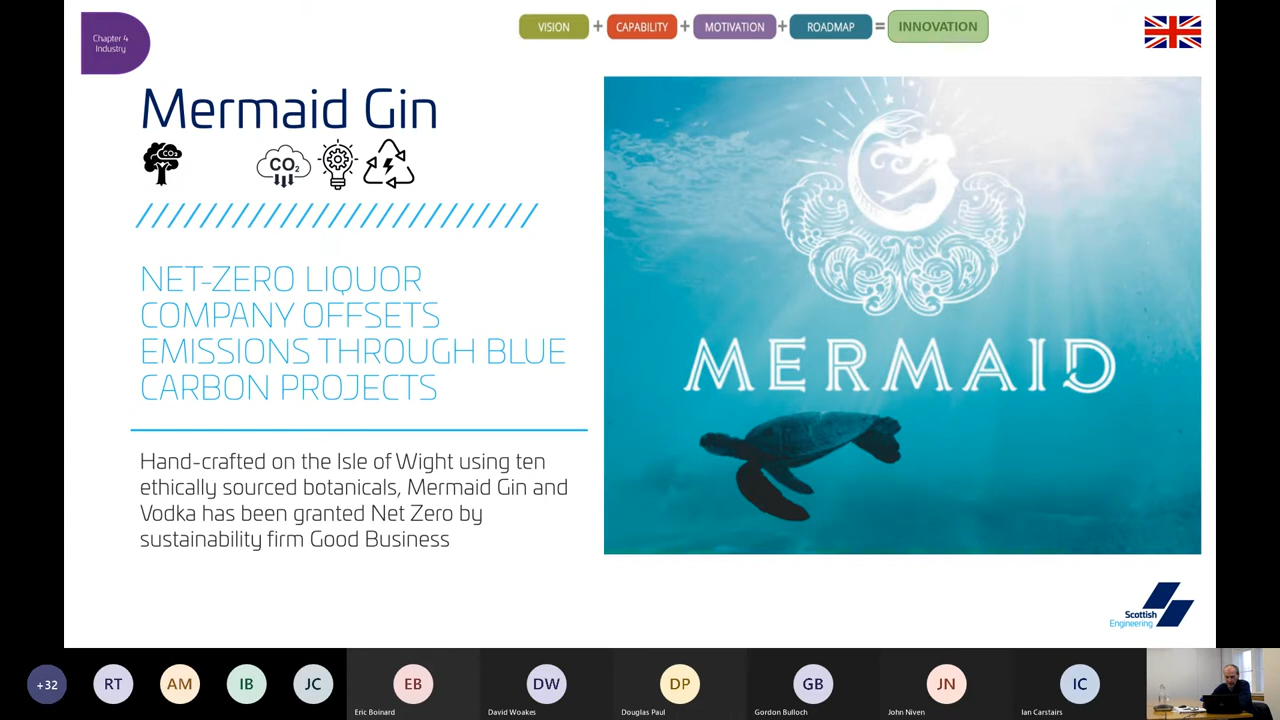 Chapter 4
Industry
VISION + CAPABILITY + MOTIVATION + ROADMAP = INNOVATION
Mermaid Gin
CO2
CO2
NET-ZERO LIQUOR
COMPANY OFFSETS
EMISSIONS THROUGH BLUE
CARBON PROJECTS
Hand-crafted on the Isle of Wight using ten
ethically sourced botanicals, Mermaid Gin and
Vodka has been granted Net Zero by
sustainability firm Good Business
MERMAID
Scottish
Engineering
+32
RT
AM
IB
JC
EB
DW
DP
GB
JN
IC
Eric Boinard
David Woakes
Douglas Paul
Gordon Bulloch
John Niven
Ian Carstairs